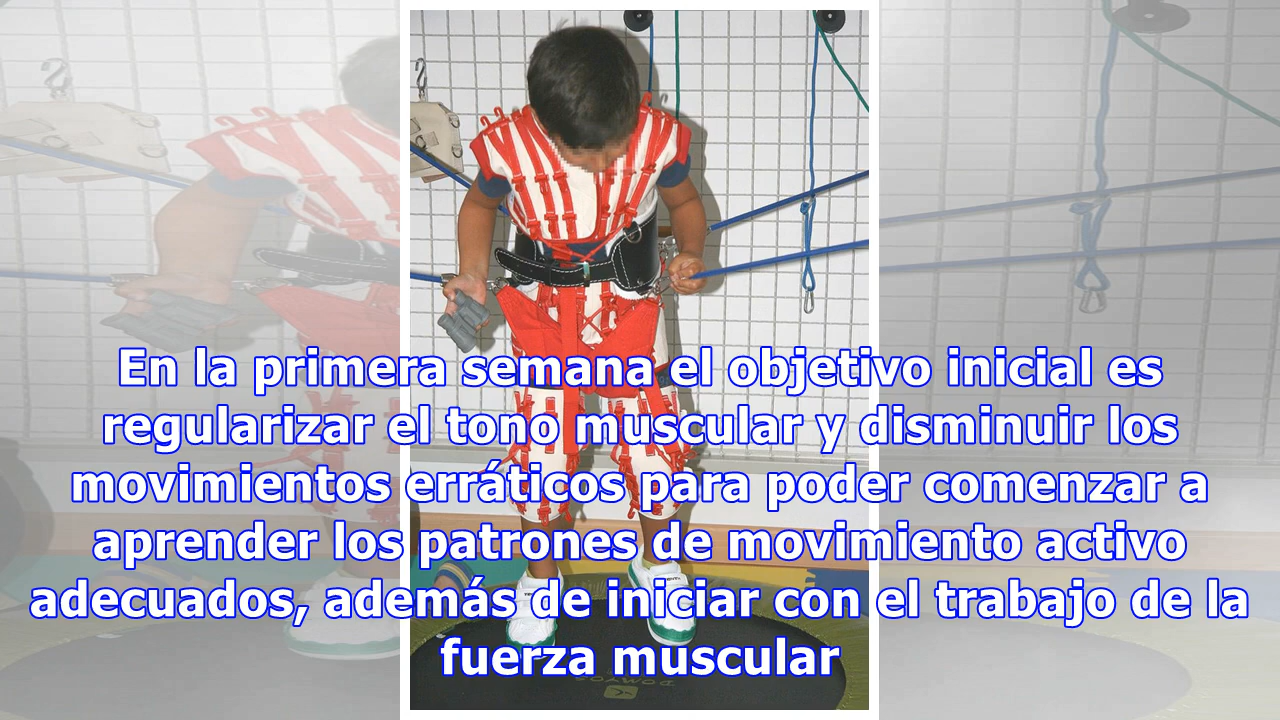 En la primera semana el objetivo inicial es
regularizar el tono muscular y disminuir los
movimientos erráticos para poder comenzar a
aprender los patrones de movimiento activo
adecuados, además de iniciar con el trabajo de la
fuerza muscular
DOMYOS